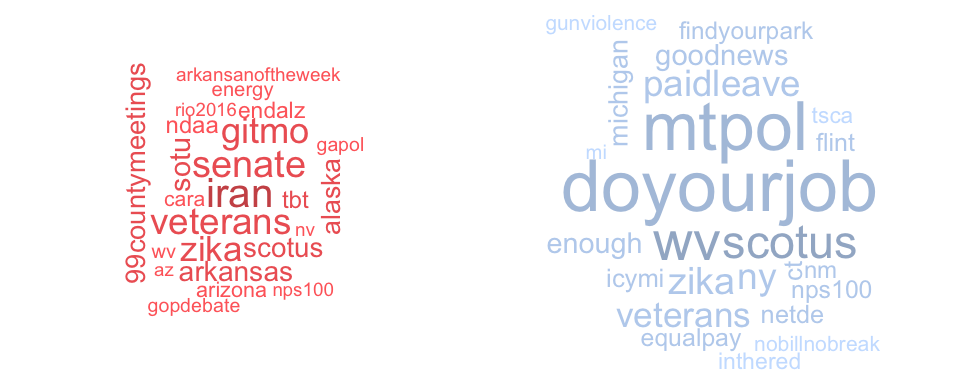 arkansanoftheweek
energy
rio2016 endalz
ndaa gitmo
99countymeetings
sotu
gapol
senate
alaska
cara iran tbt
veterans nv
wv zika scotus
az arkansas
arizona nps100
gopdebate
gunviolence
findyourpark
michigan
goodnews
paidleave
mtpol tsca
flint
mi
doyourjob
enough wv scotus
icymi zika ny ct nm
nps100
veterans netde
equalpay
nobillnobreak
inthered